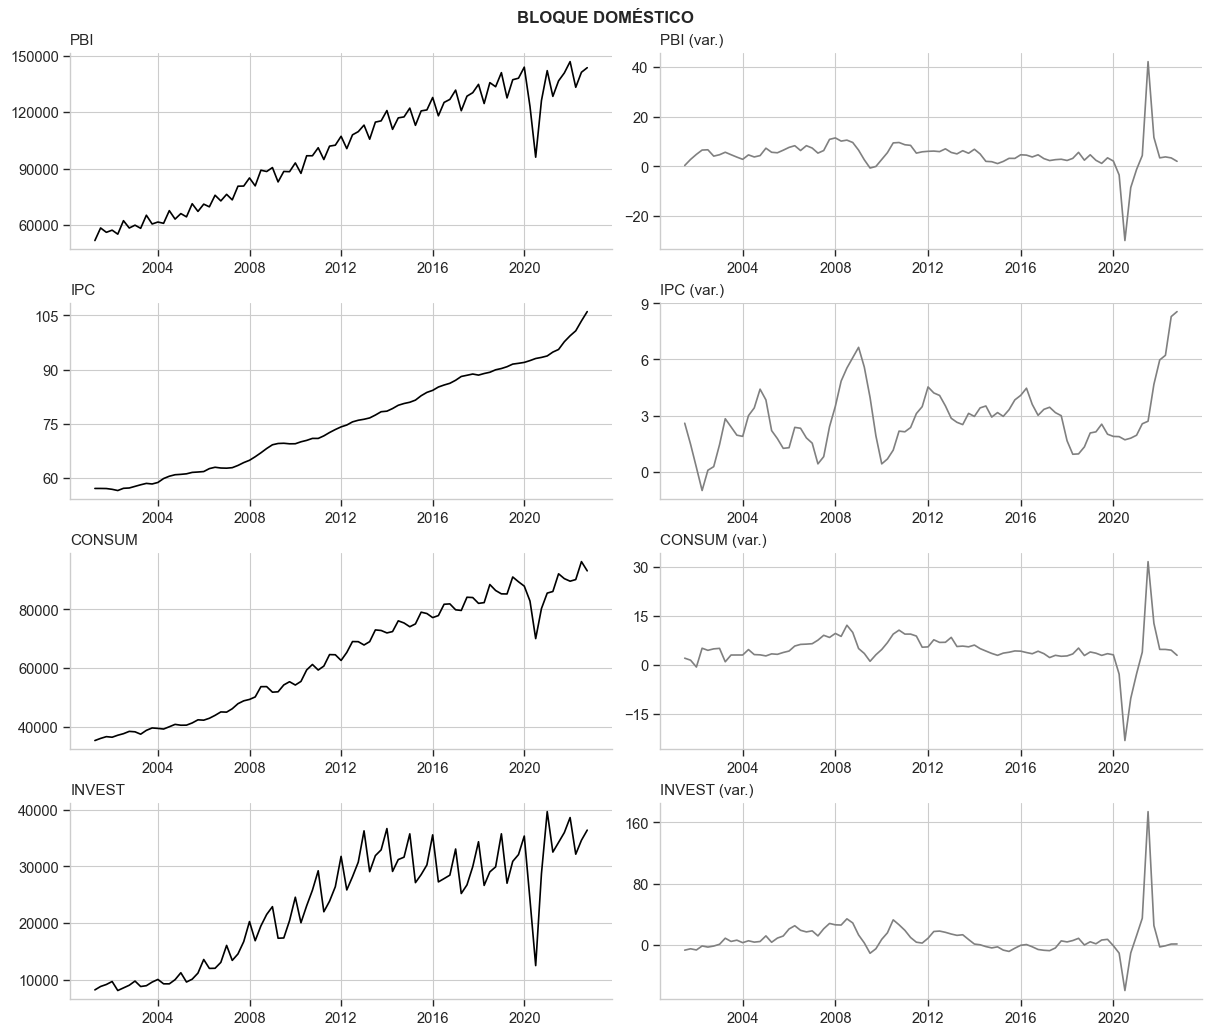 BLOQUE DOMÉSTICO
PBI
150000
120000
90000
60000
2004 2008 2012 2016 2020
PBI (var.)
40
20
0
−20
2004 2008 2012 2016 2020
IPC
105
90
75
60
2004 2008 2012 2016 2020
IPC (var.)
9
6
3
0
2004 2008 2012 2016 2020
CONSUM
80000
60000
40000
2004 2008 2012 2016 2020
CONSUM (var.)
30
15
0
−15
2004 2008 2012 2016 2020
INVEST
40000
30000
20000
10000
2004 2008 2012 2016 2020
INVEST (var.)
160
80
0
2004 2008 2012 2016 2020